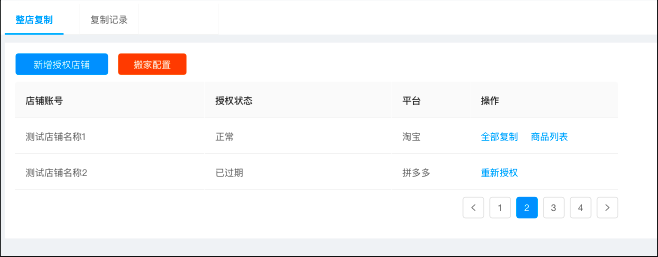 整店复制 复制记录
新增授权店铺 搬家配置
店铺账号 授权状态 平台 操作
测试店铺名称1 正常 淘宝 全部复制 商品列表
测试店铺名称2 已过期 拼多多 重新授权
< 1 2 3 4 >